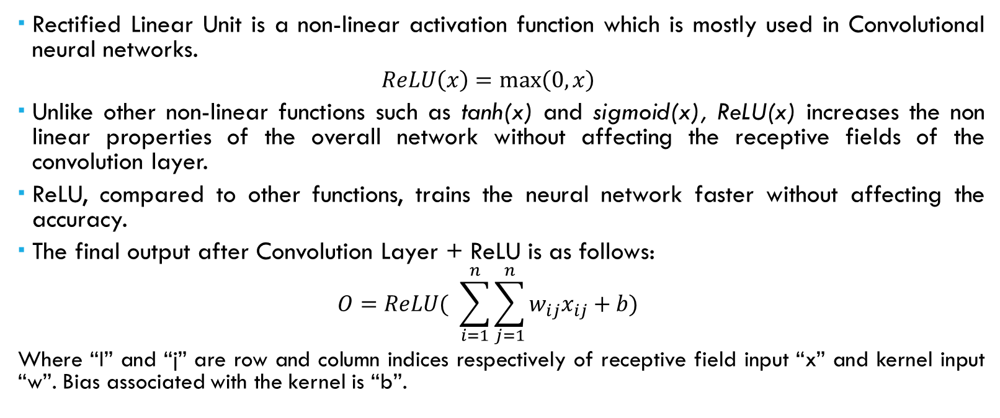 ▪ Rectified Linear Unit is a non-linear activation function which is mostly used in Convolutional
neural networks.
ReLU(x) = max(0, x)
▪ Unlike other non-linear functions such as tanh(x) and sigmoid(x), ReLU(x) increases the non
linear properties of the overall network without affecting the receptive fields of the
convolution layer.
▪ ReLU, compared to other functions, trains the neural network faster without affecting the
accuracy.
▪ The final output after Convolution Layer + ReLU is as follows:
O = ReLU( ∑_{i=1}^{n} ∑_{j=1}^{n} w_{ij}x_{ij} + b)
Where “I” and “j” are row and column indices respectively of receptive field input “x” and kernel input
“w”. Bias associated with the kernel is “b”.